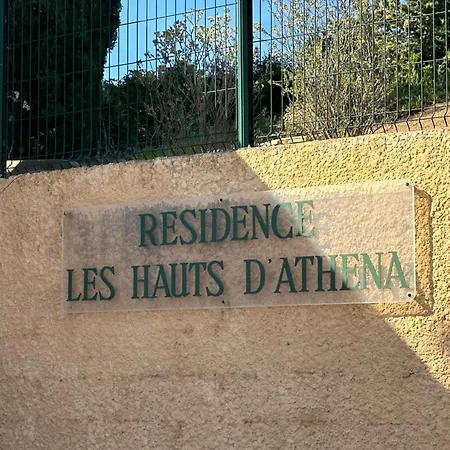 RESIDENCE
LES HAUTS D'ATHENA